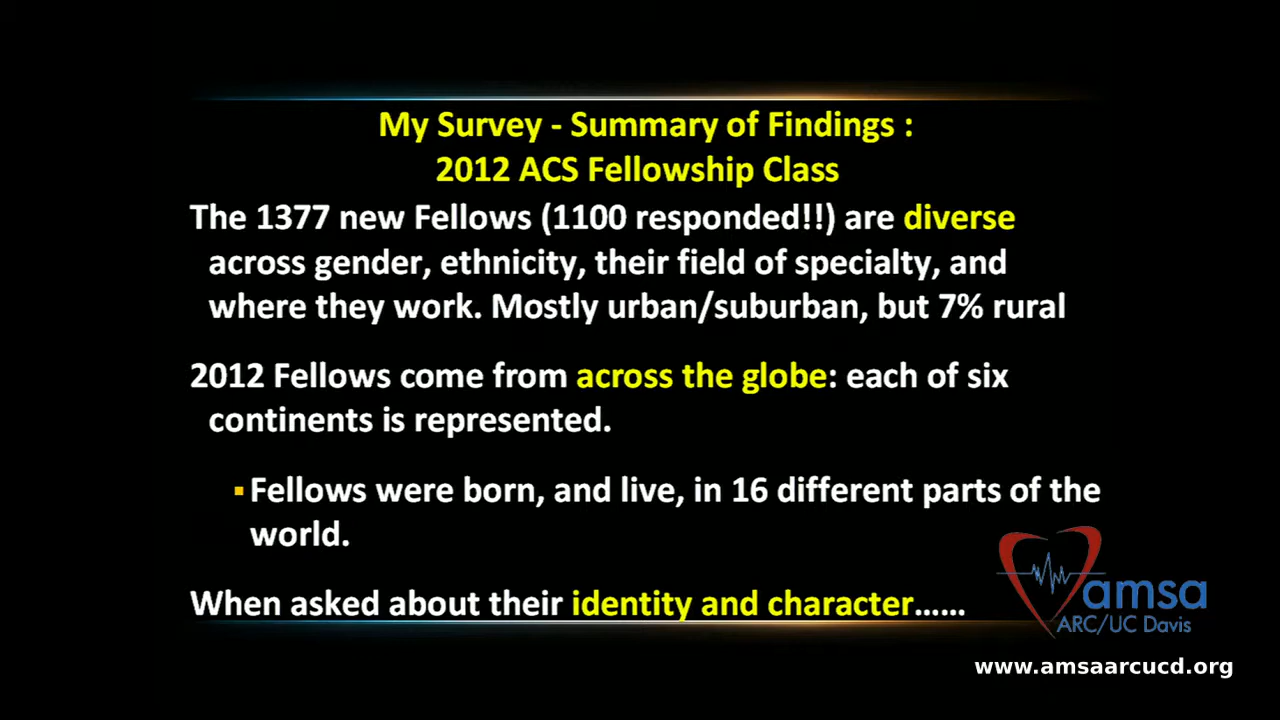 My Survey - Summary of Findings :
2012 ACS Fellowship Class
The 1377 new Fellows (1100 responded!!) are diverse
across gender, ethnicity, their field of specialty, and
where they work. Mostly urban/suburban, but 7% rural
2012 Fellows come from across the globe: each of six
continents is represented.
▪Fellows were born, and live, in 16 different parts of the
world.
When asked about their identity and character……
amsa
ARC/UC Davis
www.amsaarcucd.org